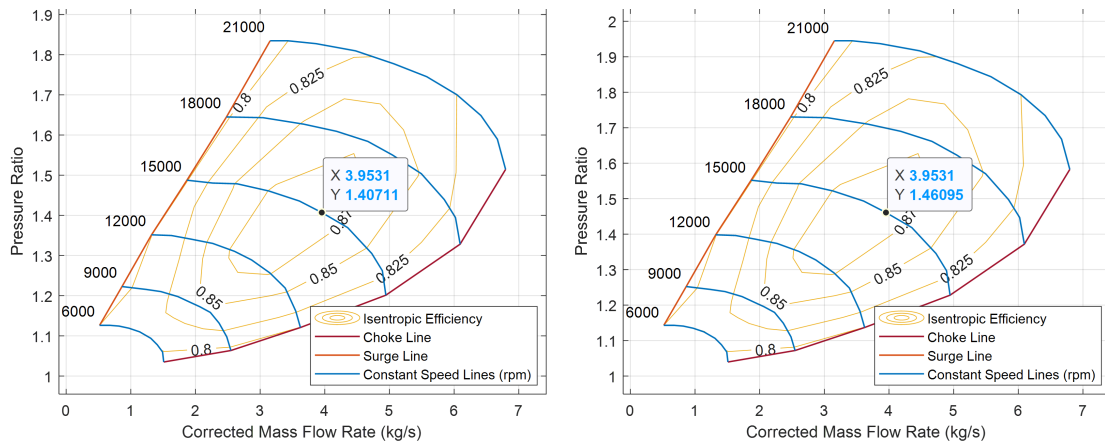 1.9
1.8
1.7
1.6
1.5
1.4
1.3
1.2
1.1
1
Pressure Ratio
21000
18000
15000
12000
9000
6000
0.8
0.825
X 3.9531
Y 1.40711
0.87
0.85
0.825
0.85
0.8
Isentropic Efficiency
Choke Line
Surge Line
Constant Speed Lines (rpm)
0 1 2 3 4 5 6 7
Corrected Mass Flow Rate (kg/s)
2
1.9
1.8
1.7
1.6
1.5
1.4
1.3
1.2
1.1
1
Pressure Ratio
21000
18000
15000
12000
9000
6000
0.8
0.825
X 3.9531
Y 1.46095
0.87
0.85
0.825
0.85
0.8
Isentropic Efficiency
Choke Line
Surge Line
Constant Speed Lines (rpm)
0 1 2 3 4 5 6 7
Corrected Mass Flow Rate (kg/s)